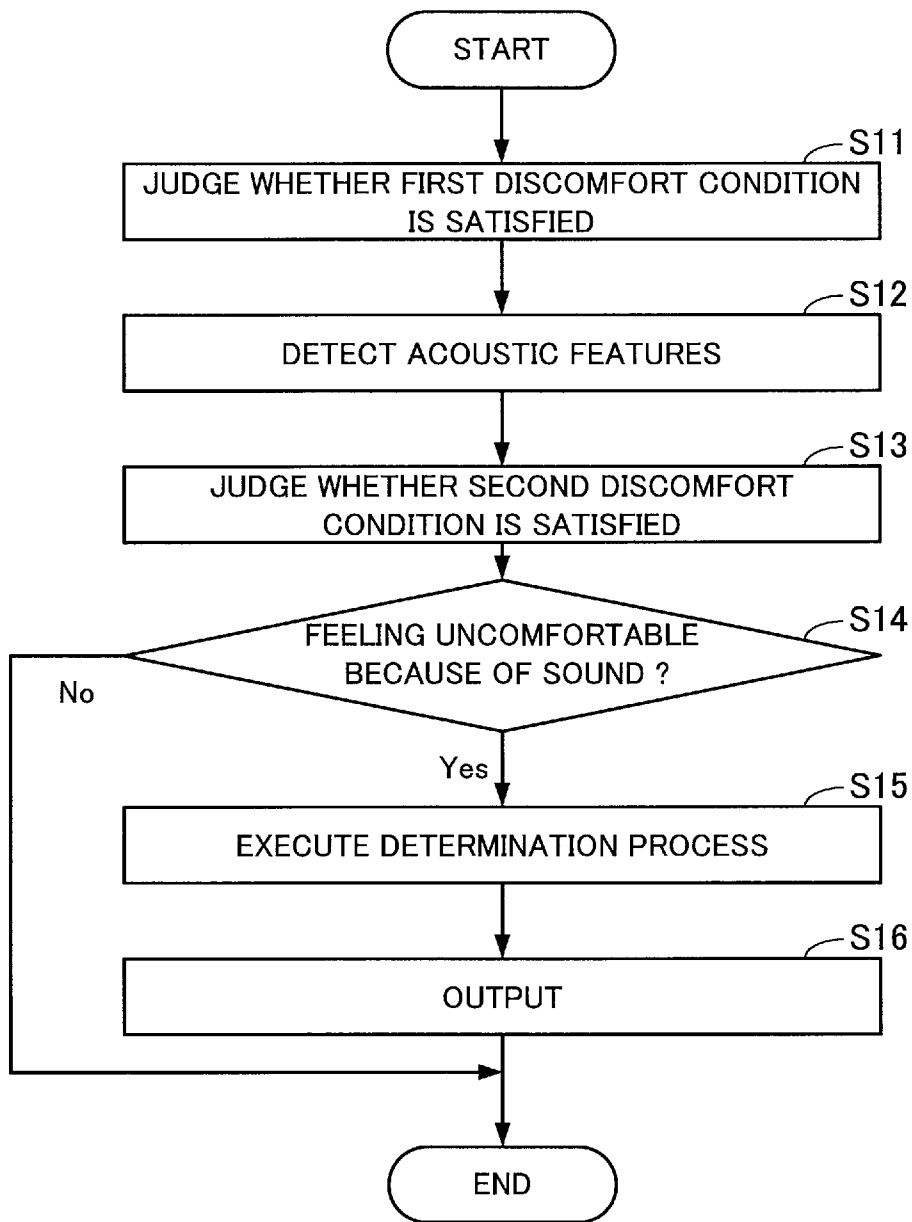 START
S11
JUDGE WHETHER FIRST DISCOMFORT CONDITION
IS SATISFIED
S12
DETECT ACOUSTIC FEATURES
S13
JUDGE WHETHER SECOND DISCOMFORT
CONDITION IS SATISFIED
S14
FEELING UNCOMFORTABLE
BECAUSE OF SOUND ?
No
Yes
S15
EXECUTE DETERMINATION PROCESS
S16
OUTPUT
END